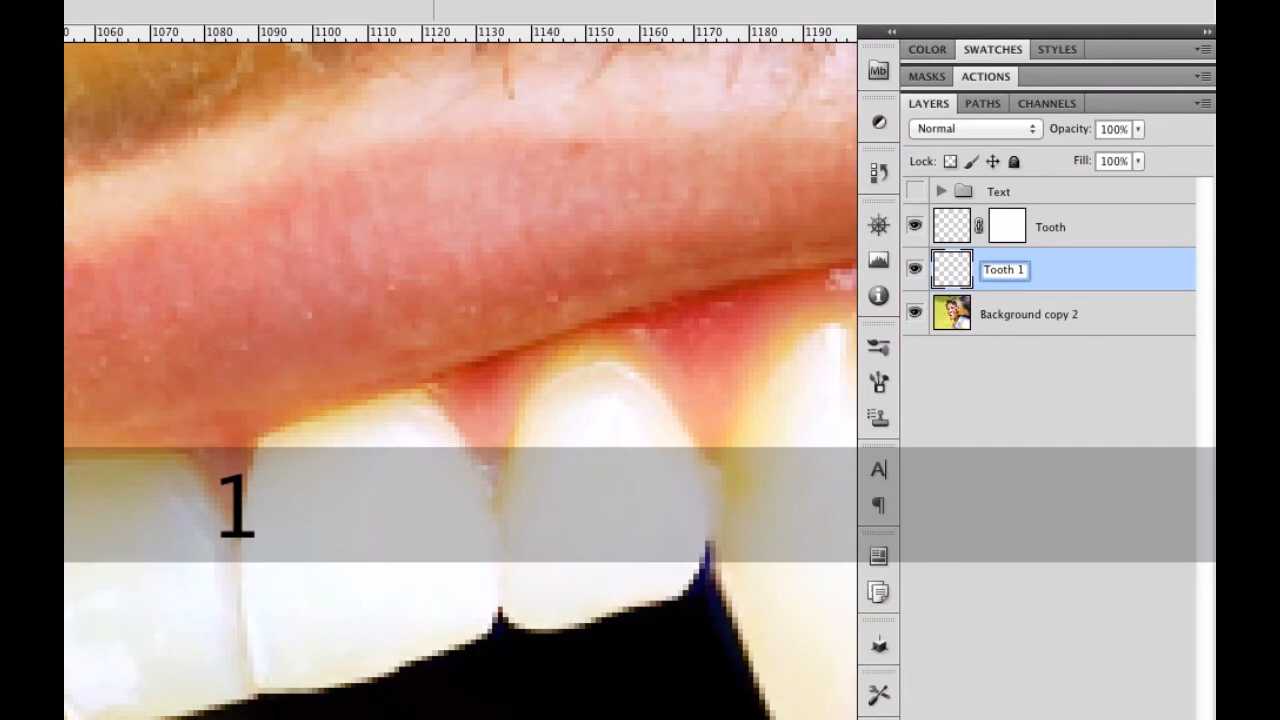 1060 1070 1080 1090 1100 1110 1120 1130 1140 1150 1160 1170 1180 1190
COLOR SWATCHES STYLES
Mb
MASKS ACTIONS
LAYERS PATHS CHANNELS
Normal Opacity: 100%
Lock: Fill: 100%
Text
Tooth
Tooth 1
Background copy 2
A
1